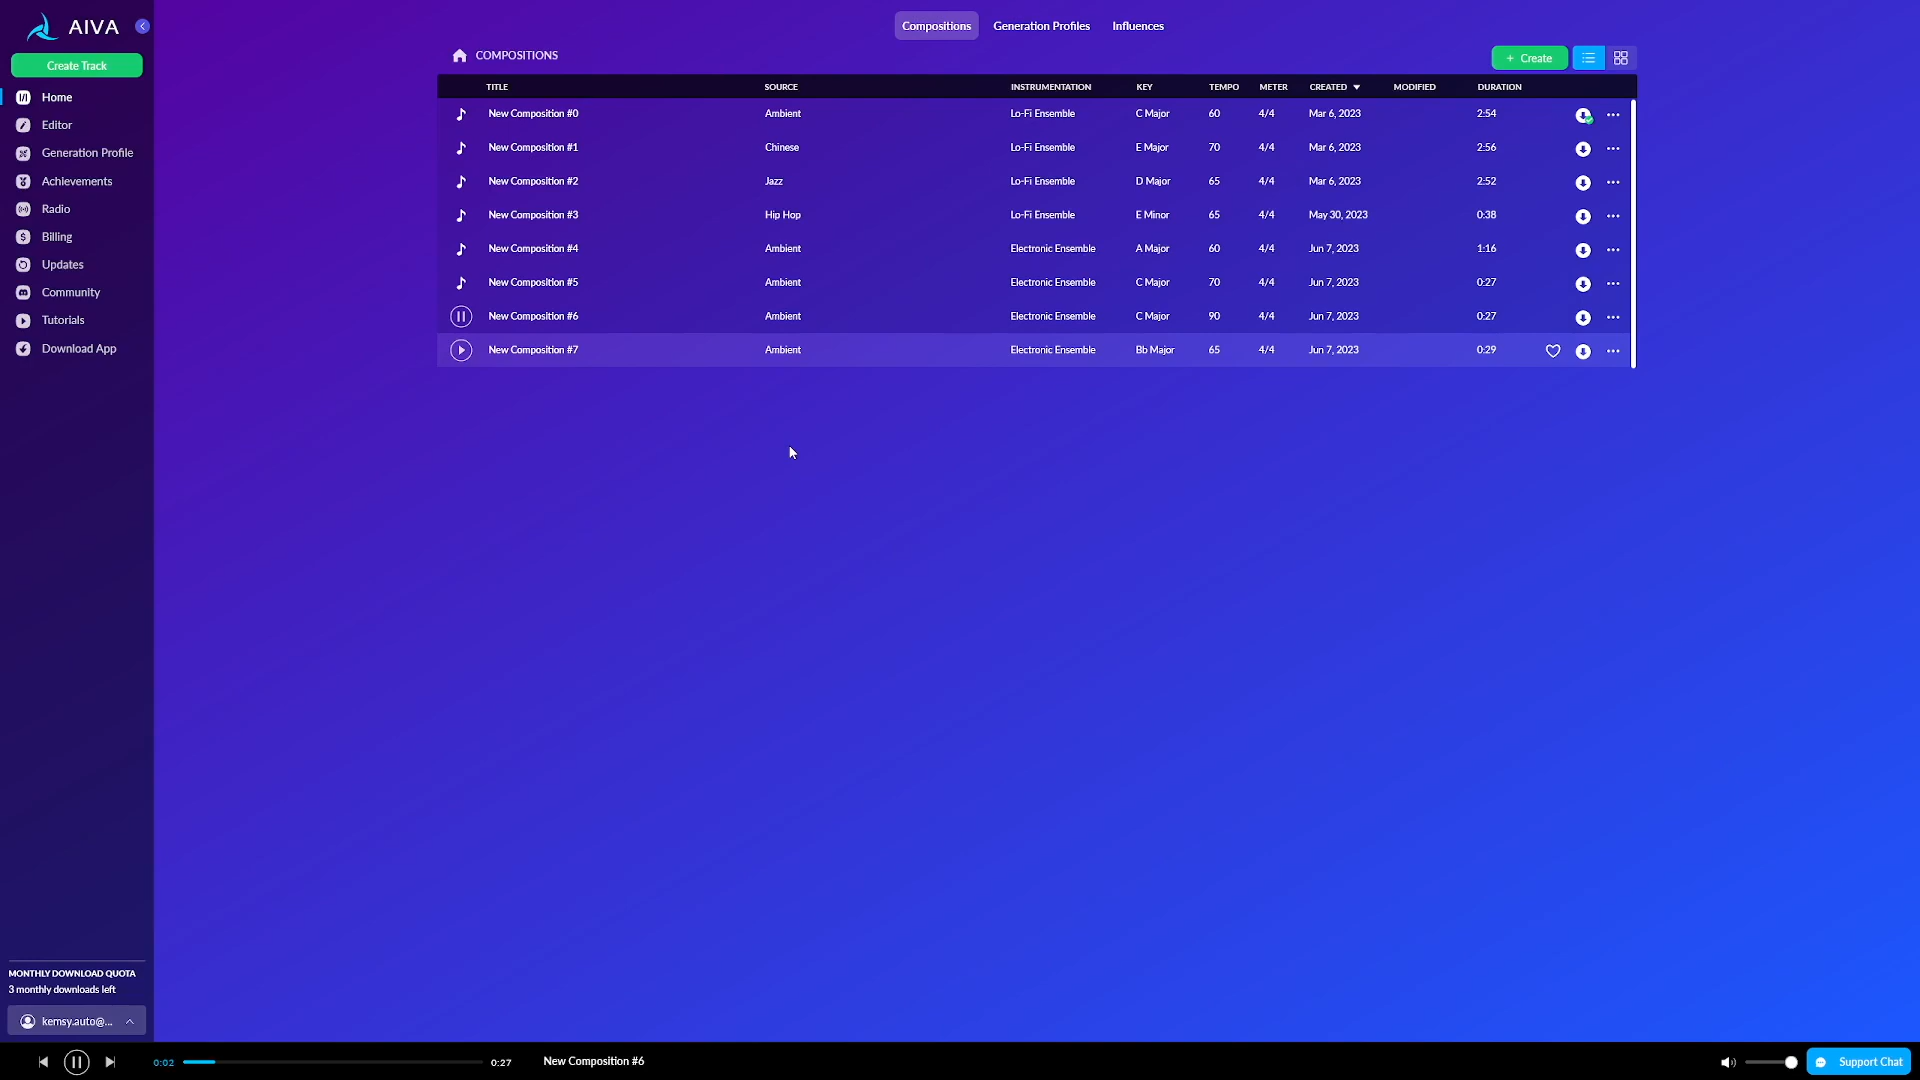 AIVA
Create Track
Home
Editor
Generation Profile
Achievements
Radio
Billing
Updates
Community
Tutorials
Download App
MONTHLY DOWNLOAD QUOTA
3 monthly downloads left
kemsy.auto@...
Compositions Generation Profiles Influences
COMPOSITIONS
+ Create
TITLE SOURCE INSTRUMENTATION KEY TEMPO METER CREATED MODIFIED DURATION
New Composition #0 Ambient Lo-Fi Ensemble C Major 60 4/4 Mar 6, 2023 2:54
New Composition #1 Chinese Lo-Fi Ensemble E Major 70 4/4 Mar 6, 2023 2:56
New Composition #2 Jazz Lo-Fi Ensemble D Major 65 4/4 Mar 6, 2023 2:52
New Composition #3 Hip Hop Lo-Fi Ensemble E Minor 65 4/4 May 30, 2023 0:38
New Composition #4 Ambient Electronic Ensemble A Major 60 4/4 Jun 7, 2023 1:16
New Composition #5 Ambient Electronic Ensemble C Major 70 4/4 Jun 7, 2023 0:27
New Composition #6 Ambient Electronic Ensemble C Major 90 4/4 Jun 7, 2023 0:27
New Composition #7 Ambient Electronic Ensemble Bb Major 65 4/4 Jun 7, 2023 0:29
0:02 0:27 New Composition #6 Support Chat